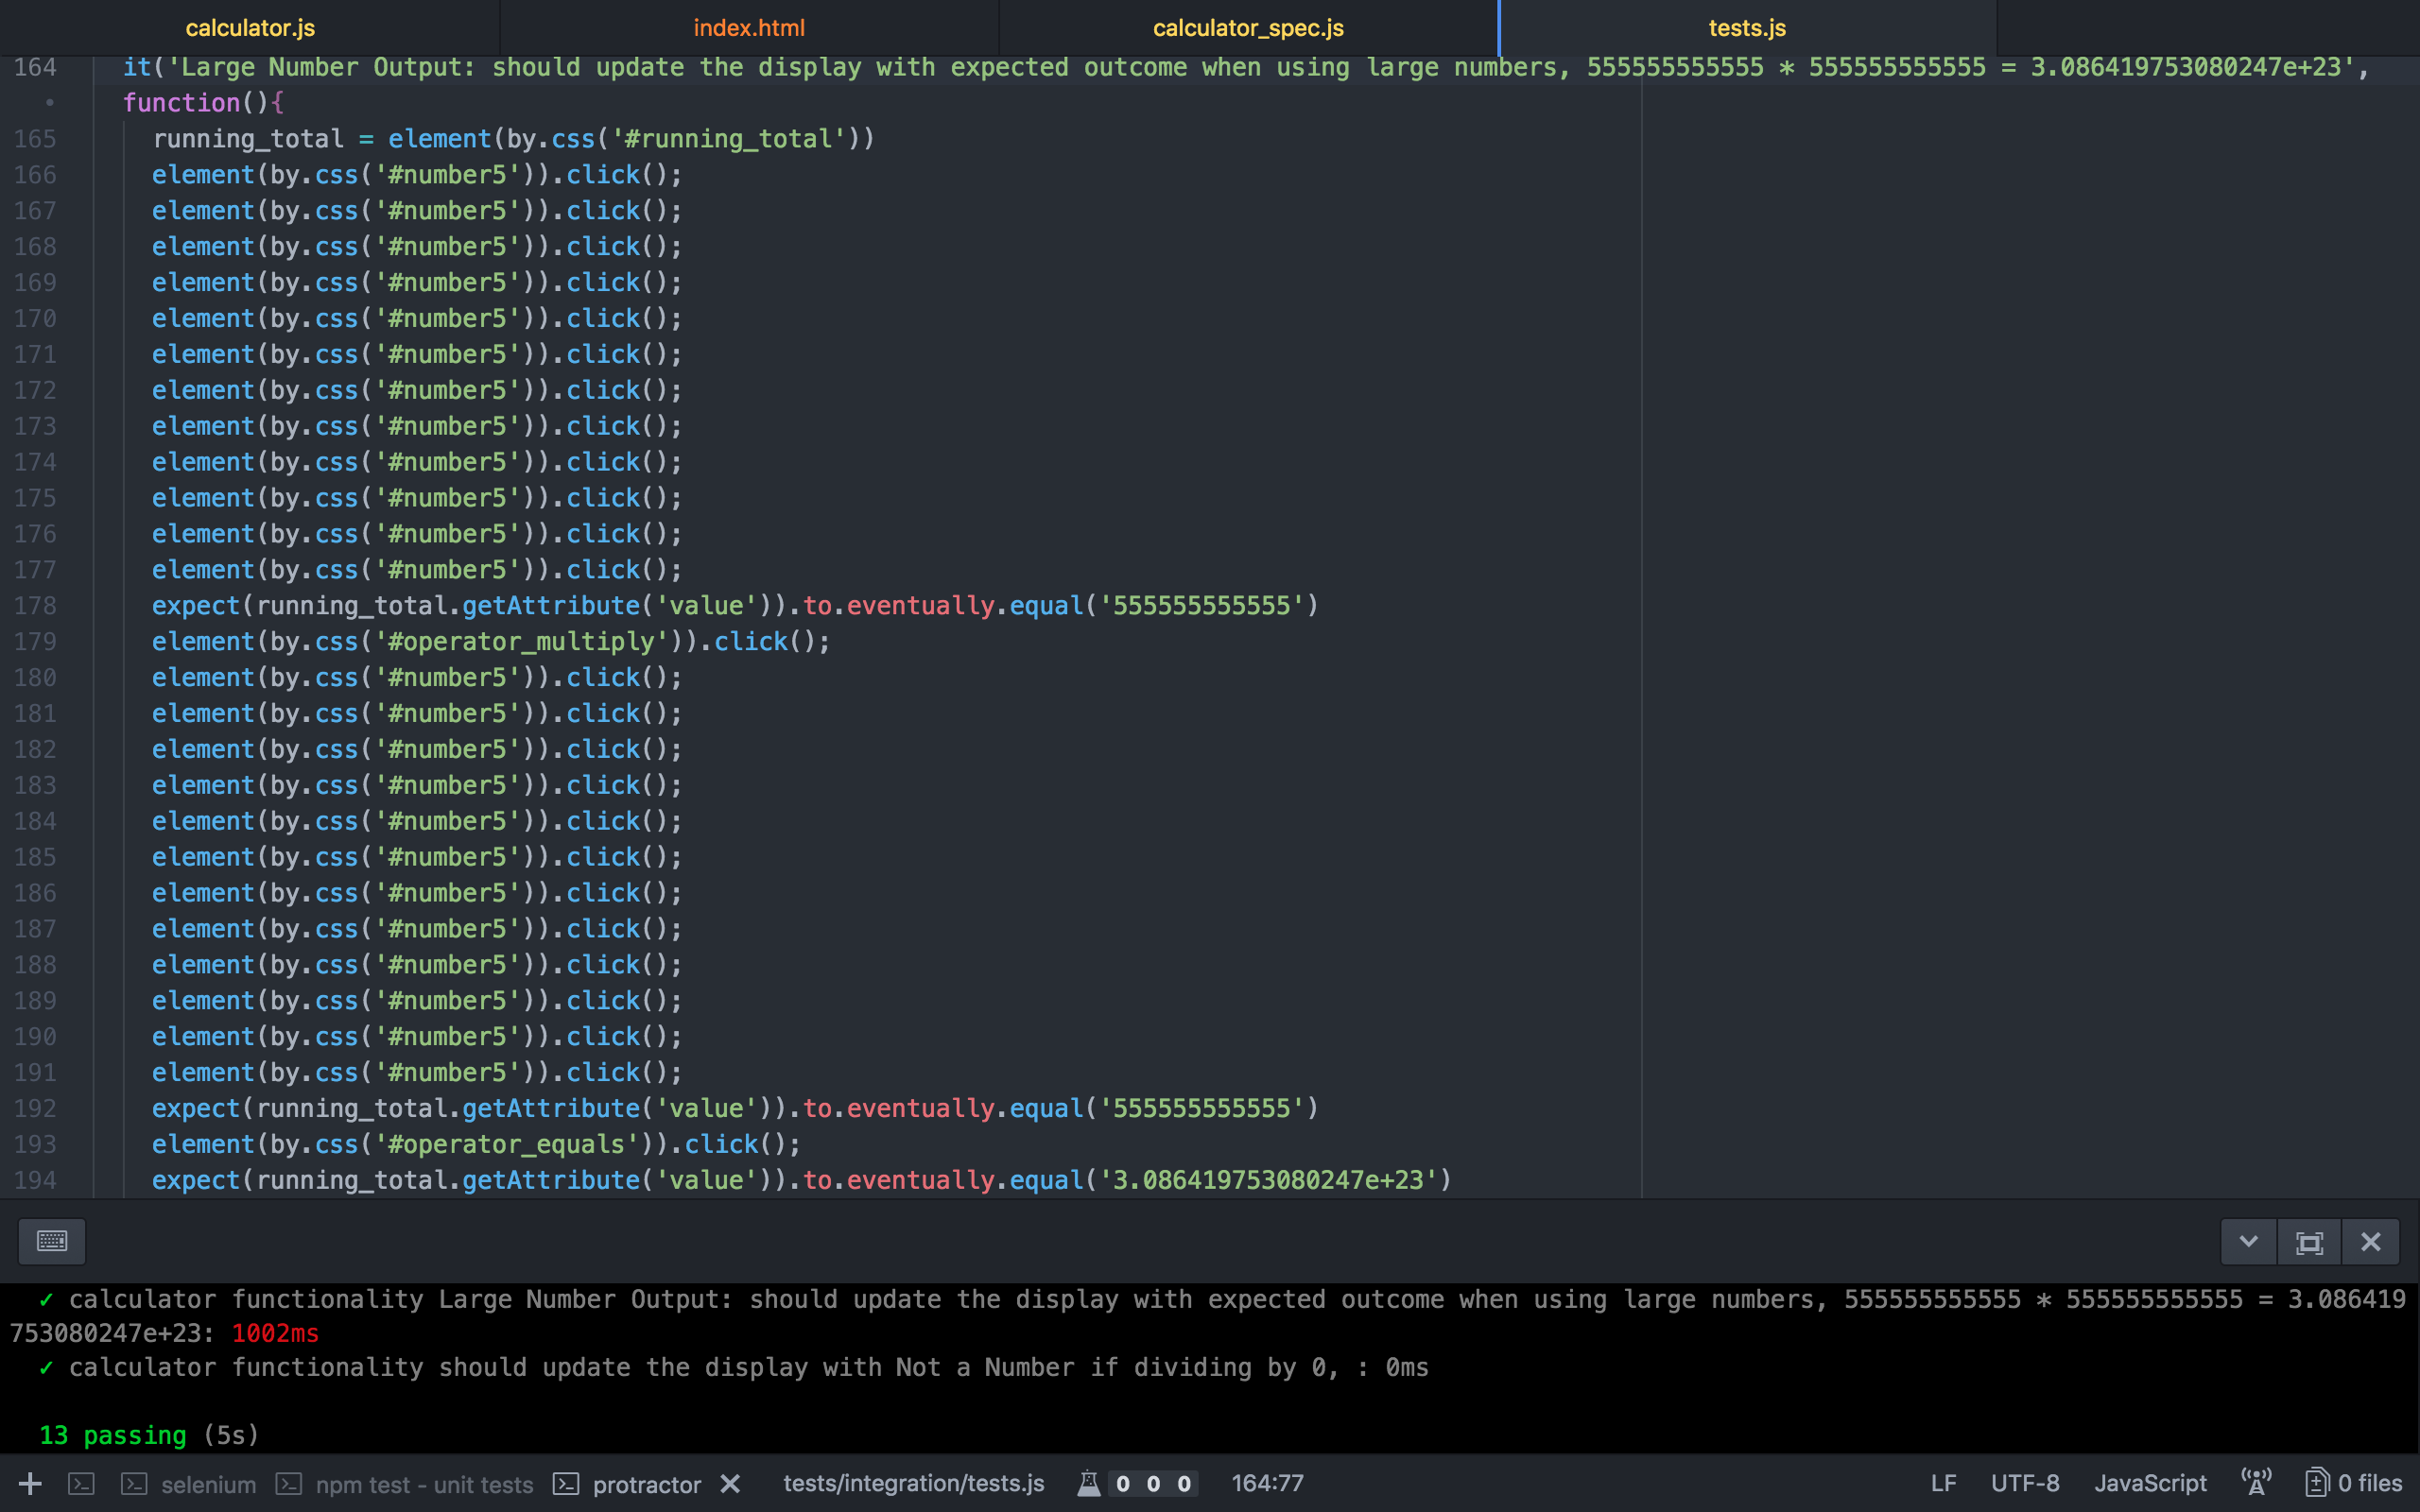 calculator.js index.html calculator_spec.js tests.js
164 it('Large Number Output: should update the display with expected outcome when using large numbers, 555555555555 * 555555555555 = 3.086419753080247e+23',
• function(){
165 running_total = element(by.css('#running_total'))
166 element(by.css('#number5')).click();
167 element(by.css('#number5')).click();
168 element(by.css('#number5')).click();
169 element(by.css('#number5')).click();
170 element(by.css('#number5')).click();
171 element(by.css('#number5')).click();
172 element(by.css('#number5')).click();
173 element(by.css('#number5')).click();
174 element(by.css('#number5')).click();
175 element(by.css('#number5')).click();
176 element(by.css('#number5')).click();
177 element(by.css('#number5')).click();
178 expect(running_total.getAttribute('value')).to.eventually.equal('555555555555')
179 element(by.css('#operator_multiply')).click();
180 element(by.css('#number5')).click();
181 element(by.css('#number5')).click();
182 element(by.css('#number5')).click();
183 element(by.css('#number5')).click();
184 element(by.css('#number5')).click();
185 element(by.css('#number5')).click();
186 element(by.css('#number5')).click();
187 element(by.css('#number5')).click();
188 element(by.css('#number5')).click();
189 element(by.css('#number5')).click();
190 element(by.css('#number5')).click();
191 element(by.css('#number5')).click();
192 expect(running_total.getAttribute('value')).to.eventually.equal('555555555555')
193 element(by.css('#operator_equals')).click();
194 expect(running_total.getAttribute('value')).to.eventually.equal('3.086419753080247e+23')
✓ calculator functionality Large Number Output: should update the display with expected outcome when using large numbers, 555555555555 * 555555555555 = 3.086419
753080247e+23: 1002ms
✓ calculator functionality should update the display with Not a Number if dividing by 0, : 0ms
13 passing (5s)
selenium npm test - unit tests protractor tests/integration/tests.js 0 0 0 164:77 LF UTF-8 JavaScript 0 files